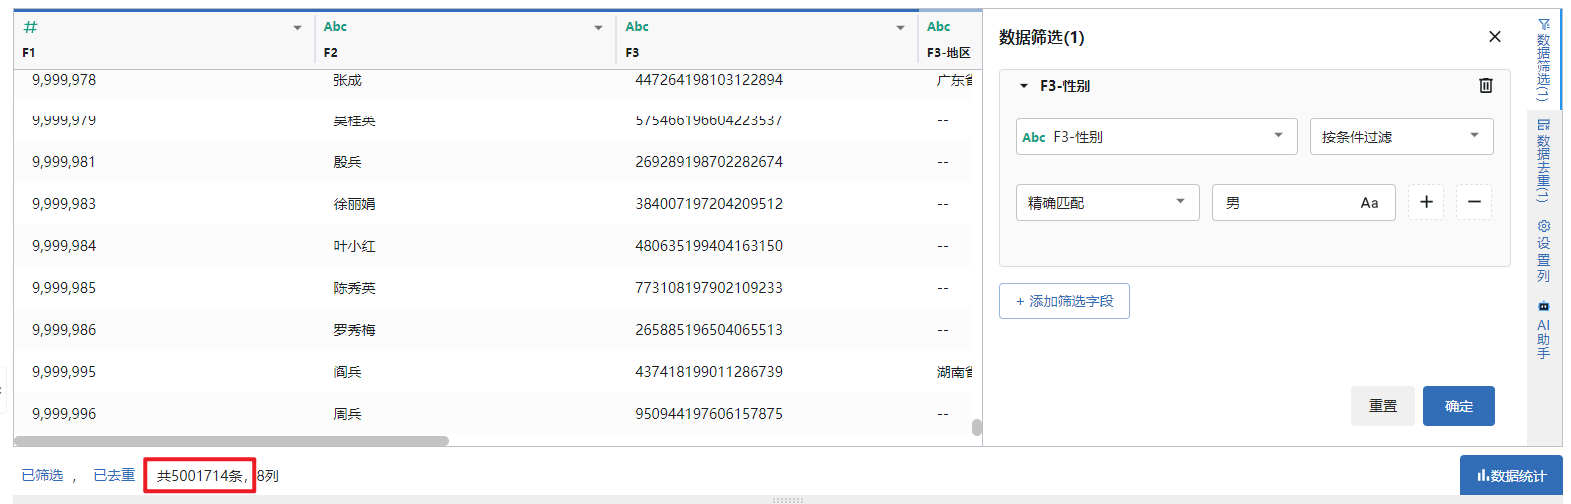 # Abc Abc Abc
F1 F2 F3 F3-地区
9,999,978 张成 447264198103122894 广东省
9,999,979 吴桂英 575466196604223537 --
9,999,981 殷兵 269289198702282674 --
9,999,983 徐丽娟 384007197204209512 --
9,999,984 叶小红 480635199404163150 --
9,999,985 陈秀英 773108197902109233 --
9,999,986 罗秀梅 265885196504065513 --
9,999,995 阎兵 437418199011286739 湖南省
9,999,996 周兵 950944197606157875 --
已筛选 ， 已去重 共5001714条，8列
数据筛选(1)
F3-性别
Abc F3-性别 按条件过滤
精确匹配 男 Aa + −
+ 添加筛选字段
重置 确定
数据筛选(1)
数据去重(1)
设置列
AI助手
数据统计